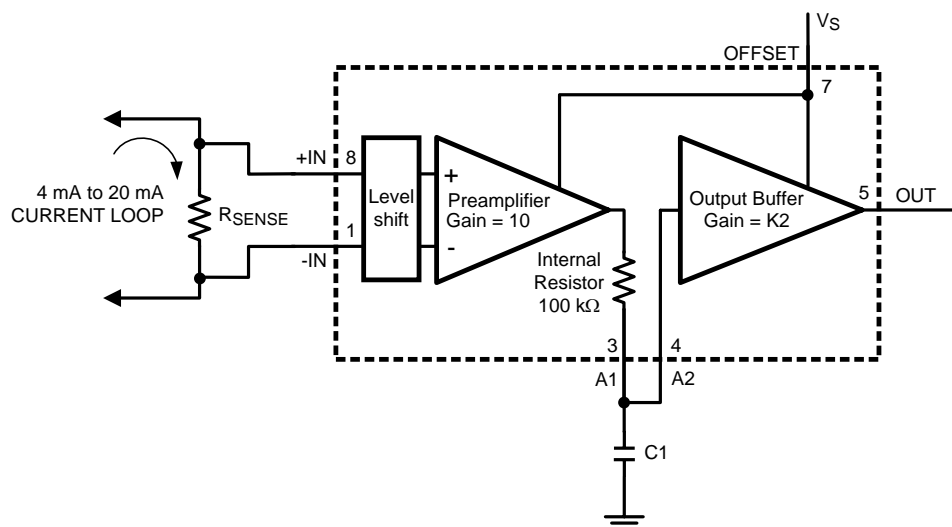 VS
OFFSET
7
+IN
8
4 mA to 20 mA
CURRENT LOOP
RSENSE
Level
shift
+
-
Preamplifier
Gain = 10
Output Buffer
Gain = K2
5
OUT
1
-IN
Internal
Resistor
100 kΩ
3
4
A1
A2
C1